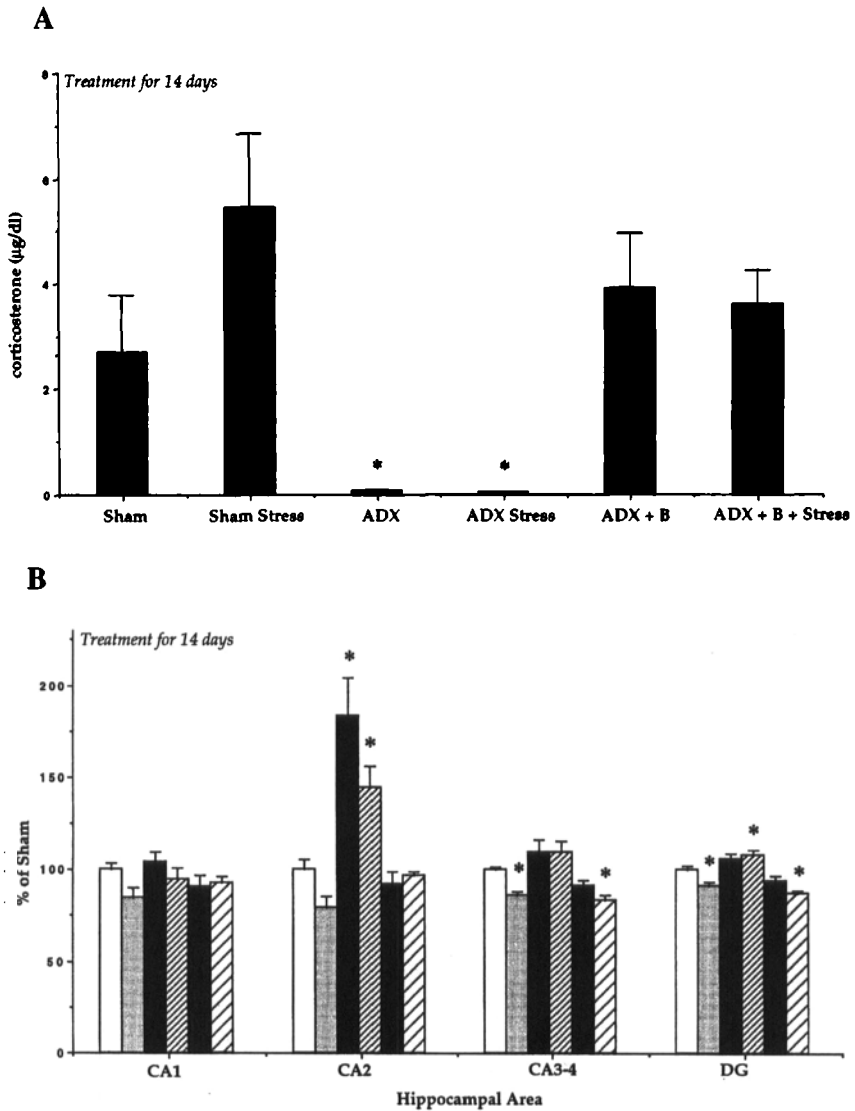 A
Treatment for 14 days
8
6
4
2
0
corticosterone (µg/dl)
*
*
Sham Sham Stress ADX ADX Stress ADX + B ADX + B + Stress
B
Treatment for 14 days
200
150
100
50
0
% of Sham
*
*
*
*
*
*
*
CA1 CA2 CA3-4 DG
Hippocampal Area